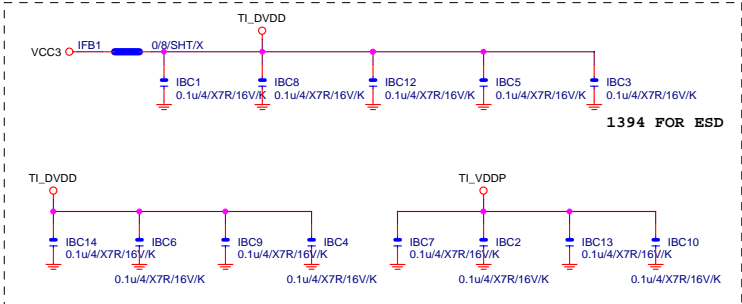 TI_DVDD
VCC3 IFB1 0/8/SHT/X
IBC1 IBC8 IBC12 IBC5 IBC3
0.1u/4/X7R/16V/K 0.1u/4/X7R/16V/K 0.1u/4/X7R/16V/K 0.1u/4/X7R/16V/K 0.1u/4/X7R/16V/K
1394 FOR ESD
TI_DVDD TI_VDDP
IBC14 IBC6 IBC9 IBC4 IBC7 IBC2 IBC13 IBC10
0.1u/4/X7R/16V/K 0.1u/4/X7R/16V/K 0.1u/4/X7R/16V/K 0.1u/4/X7R/16V/K
0.1u/4/X7R/16V/K 0.1u/4/X7R/16V/K 0.1u/4/X7R/16V/K 0.1u/4/X7R/16V/K